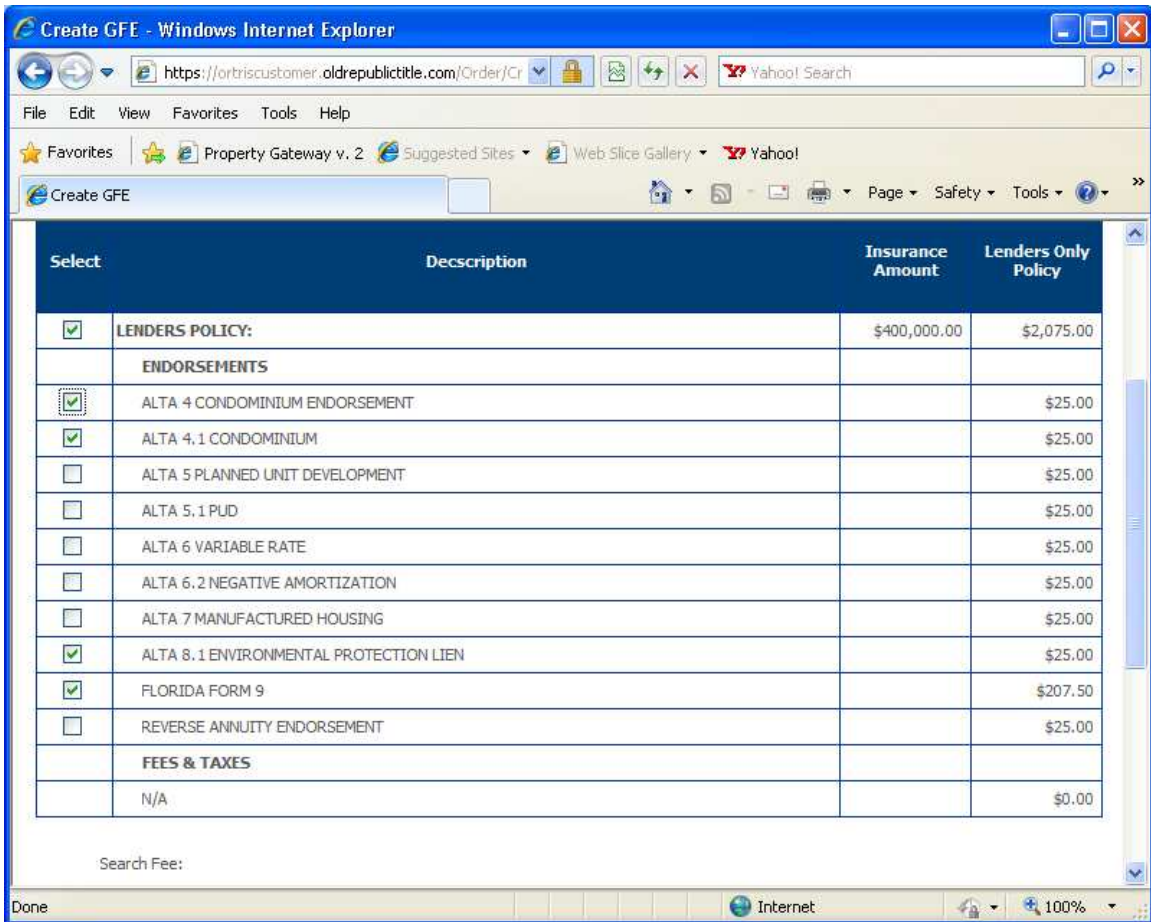 Create GFE - Windows Internet Explorer
https://ortriscustomer.oldrepublictitle.com/Order/Cr Yahoo! Search
File Edit View Favorites Tools Help
Favorites Property Gateway v. 2 Suggested Sites Web Slice Gallery Yahoo!
Create GFE Page Safety Tools
Select Decscription Insurance Amount Lenders Only Policy
LENDERS POLICY: $400,000.00 $2,075.00
ENDORSEMENTS
ALTA 4 CONDOMINIUM ENDORSEMENT $25.00
ALTA 4.1 CONDOMINIUM $25.00
ALTA 5 PLANNED UNIT DEVELOPMENT $25.00
ALTA 5.1 PUD $25.00
ALTA 6 VARIABLE RATE $25.00
ALTA 6.2 NEGATIVE AMORTIZATION $25.00
ALTA 7 MANUFACTURED HOUSING $25.00
ALTA 8.1 ENVIRONMENTAL PROTECTION LIEN $25.00
FLORIDA FORM 9 $207.50
REVERSE ANNUITY ENDORSEMENT $25.00
FEES & TAXES
N/A $0.00
Search Fee:
Done Internet 100%